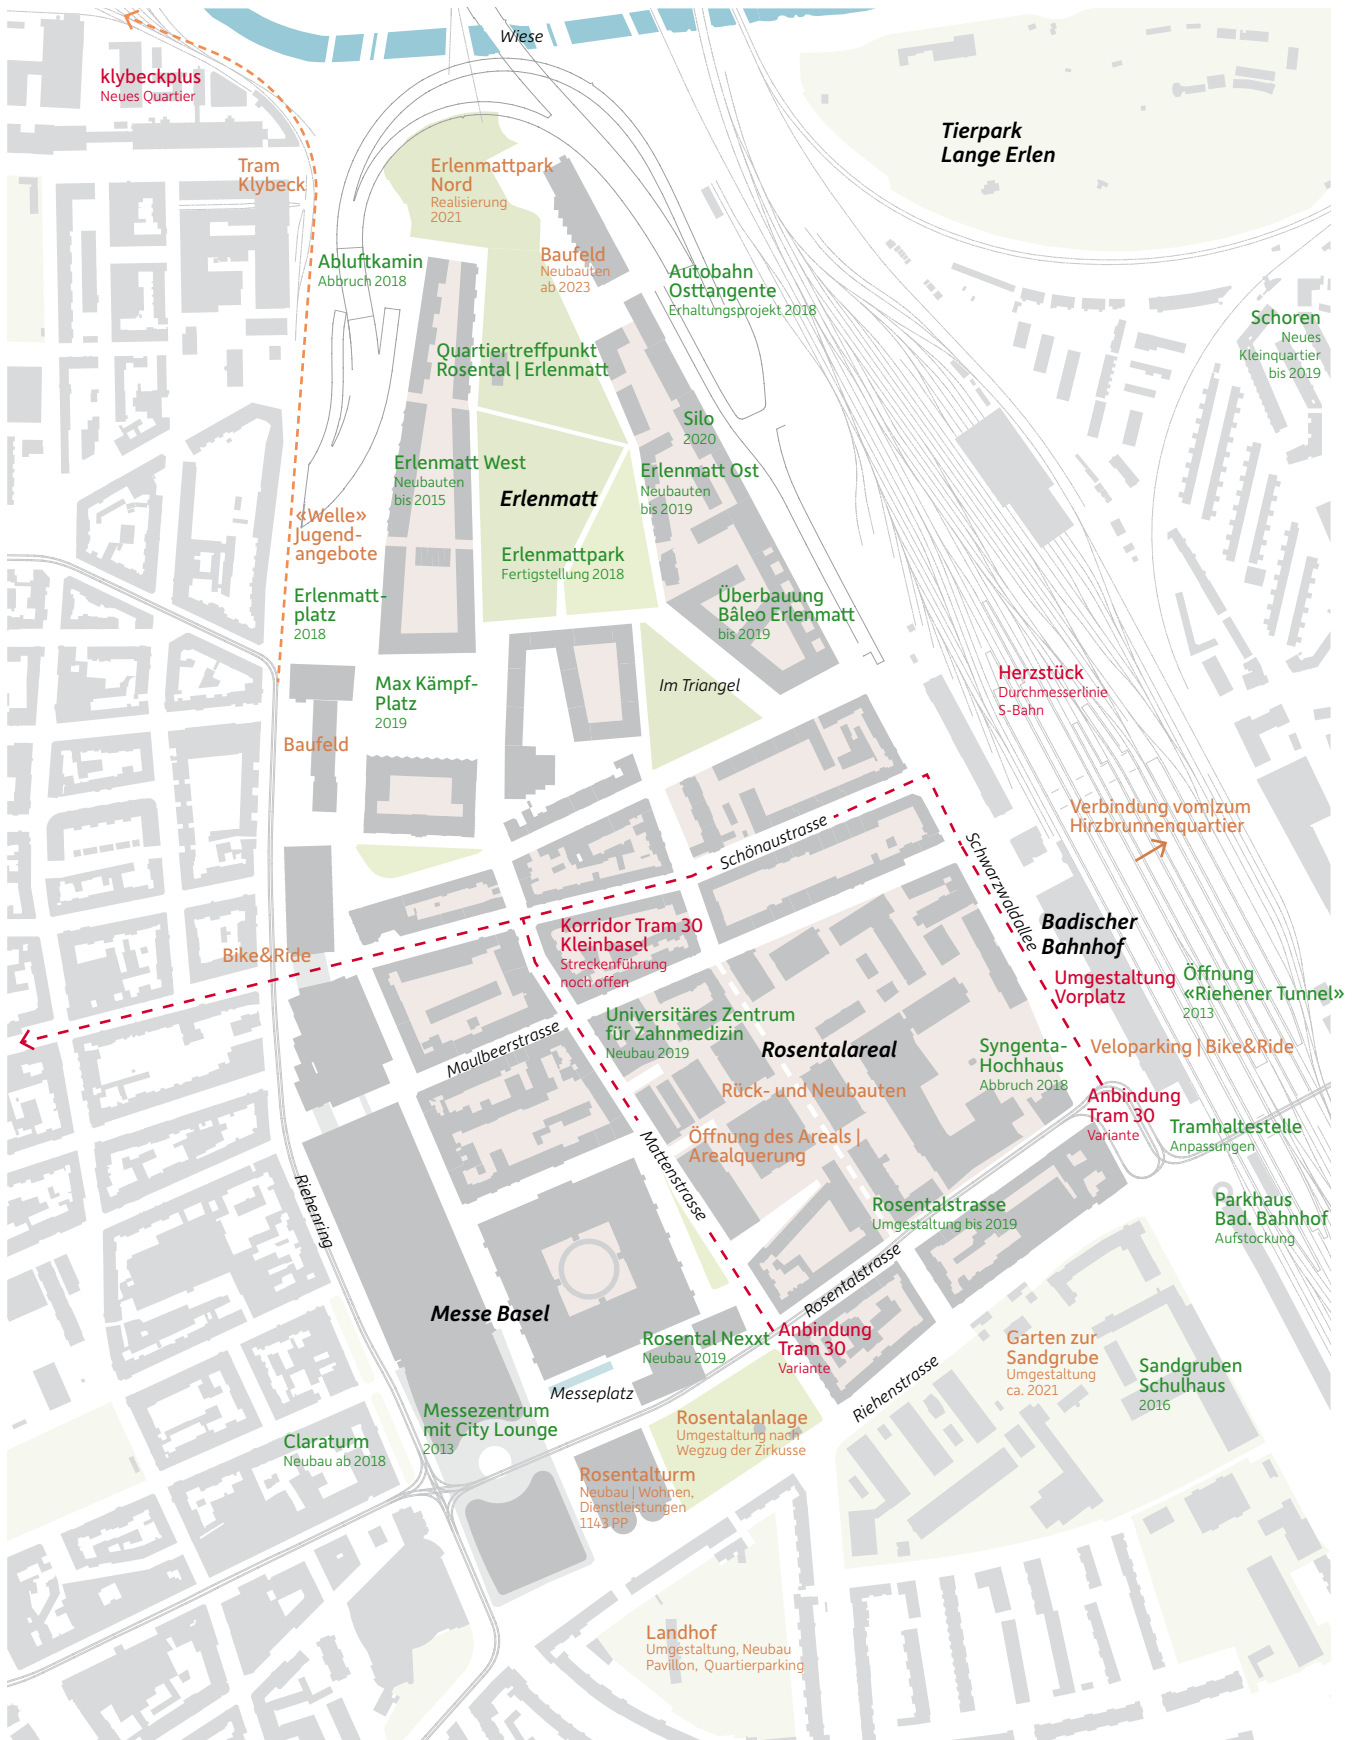 Wiese
klybeckplus
Neues Quartier
Tierpark
Lange Erlen
Tram
Klybeck
Erlenmattpark
Nord
Realisierung
2021
Abluftkamin
Abbruch 2018
Baufeld
Neubauten
ab 2023
Autobahn
Osttangente
Erhaltungsprojekt 2018
Schoren
Neues
Kleinquartier
bis 2019
Quartiertreffpunkt
Rosental | Erlenmatt
Silo
2020
Erlenmatt West
Neubauten
bis 2015
Erlenmatt
Erlenmatt Ost
Neubauten
bis 2019
«Welle»
Jugend-
angebote
Erlenmattpark
Fertigstellung 2018
Erlenmatt-
platz
2018
Überbauung
Bâleo Erlenmatt
bis 2019
Max Kämpf-
Platz
2019
Im Triangel
Herzstück
Durchmesserlinie
S-Bahn
Baufeld
Verbindung vom|zum
Hirzbrunnenquartier
Schönaustrasse
Schwarzwaldallee
Badischer
Bahnhof
Bike&Ride
Korridor Tram 30
Kleinbasel
Streckenführung
noch offen
Umgestaltung
Vorplatz
Öffnung
«Riehener Tunnel»
2013
Universitäres Zentrum
für Zahnmedizin
Neubau 2019
Maulbeerstrasse
Rosentalareal
Syngenta-
Hochhaus
Abbruch 2018
Veloparking | Bike&Ride
Rück- und Neubauten
Anbindung
Tram 30
Variante
Tramhaltestelle
Anpassungen
Öffnung des Areals |
Arealquerung
Mattenstrasse
Riehenring
Rosentalstrasse
Umgestaltung bis 2019
Parkhaus
Bad. Bahnhof
Aufstockung
Rosentalstrasse
Messe Basel
Rosental Nexxt
Neubau 2019
Anbindung
Tram 30
Variante
Garten zur
Sandgrube
Umgestaltung
ca. 2021
Sandgruben
Schulhaus
2016
Riehenstrasse
Messeplatz
Messezentrum
mit City Lounge
2013
Rosentalanlage
Umgestaltung nach
Wegzug der Zirkusse
Claraturm
Neubau ab 2018
Rosentalturm
Neubau | Wohnen,
Dienstleistungen
1143 PP
Landhof
Umgestaltung, Neubau
Pavillon, Quartierparking